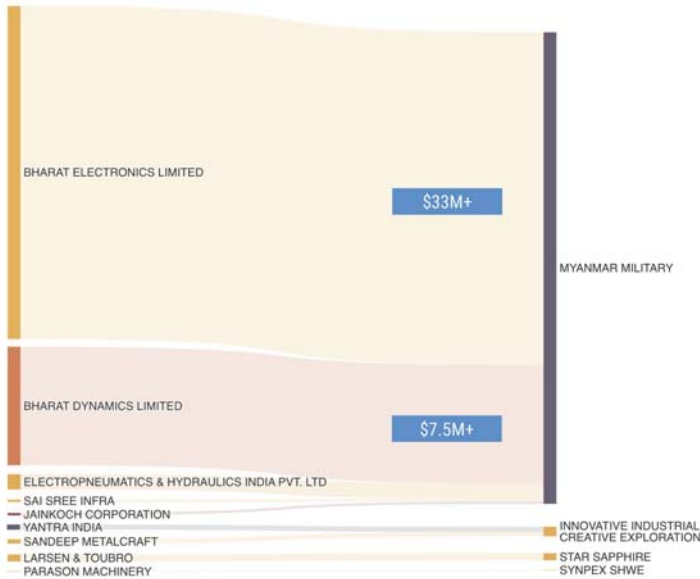 BHARAT ELECTRONICS LIMITED
$33M+
MYANMAR MILITARY
BHARAT DYNAMICS LIMITED
$7.5M+
ELECTROPNEUMATICS & HYDRAULICS INDIA PVT. LTD
SAI SREE INFRA
JAINKOCH CORPORATION
YANTRA INDIA
SANDEEP METALCRAFT
LARSEN & TOUBRO
PARASON MACHINERY
INNOVATIVE INDUSTRIAL
CREATIVE EXPLORATION
STAR SAPPHIRE
SYNPEX SHWE